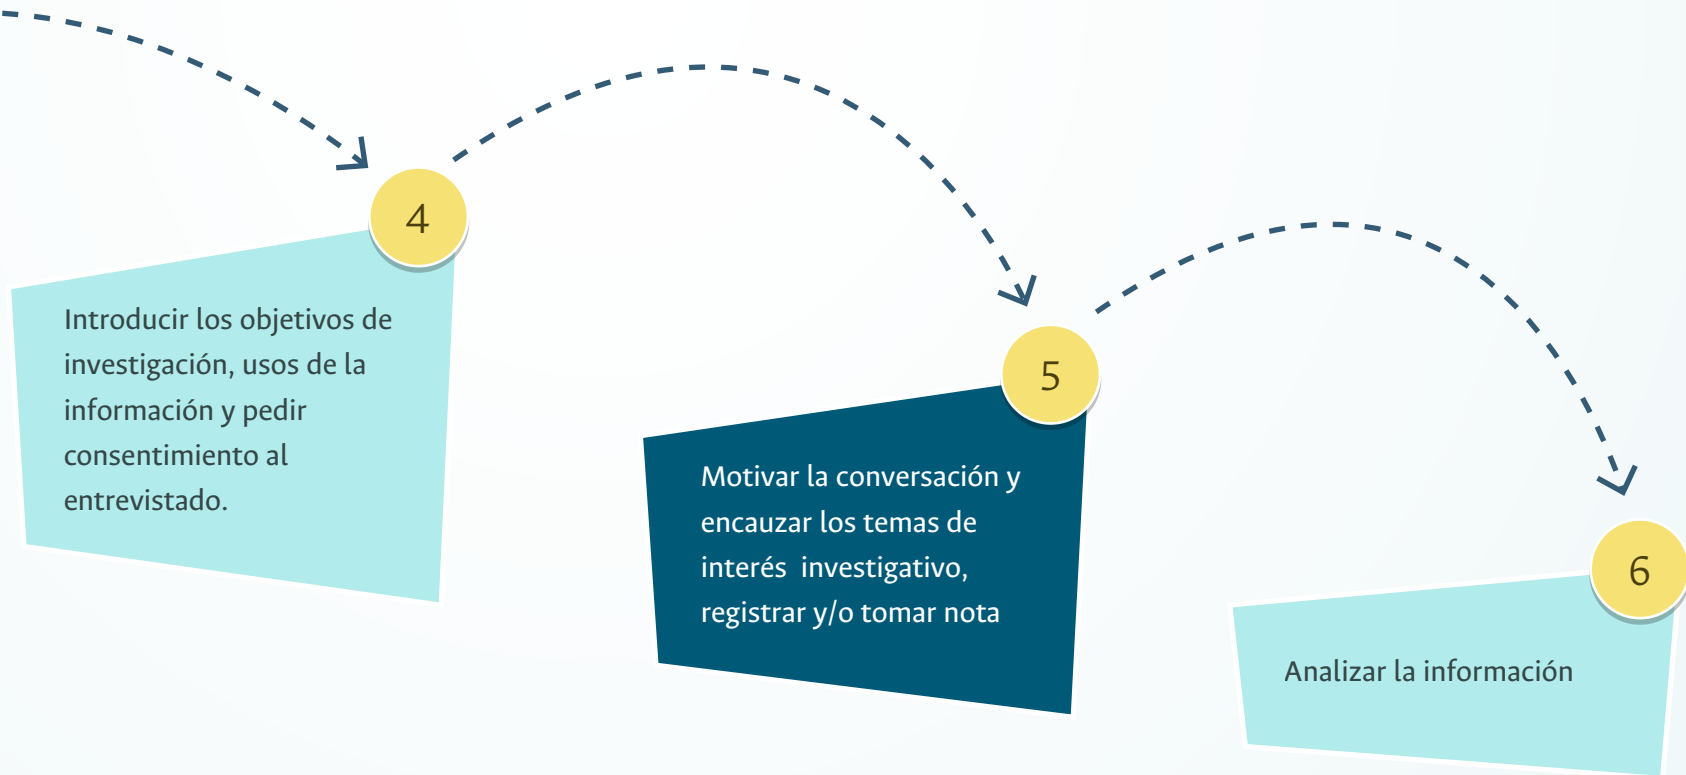 4
Introducir los objetivos de
investigación, usos de la
información y pedir
consentimiento al
entrevistado.
5
Motivar la conversación y
encauzar los temas de
interés  investigativo,
registrar y/o tomar nota
6
Analizar la información